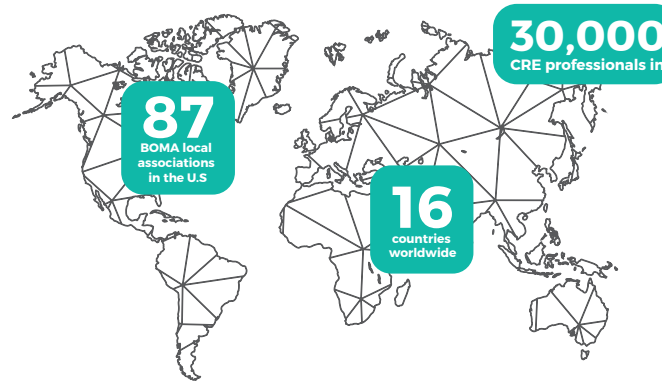 30,000
CRE professionals in
87
BOMA local
associations
in the U.S
16
countries
worldwide